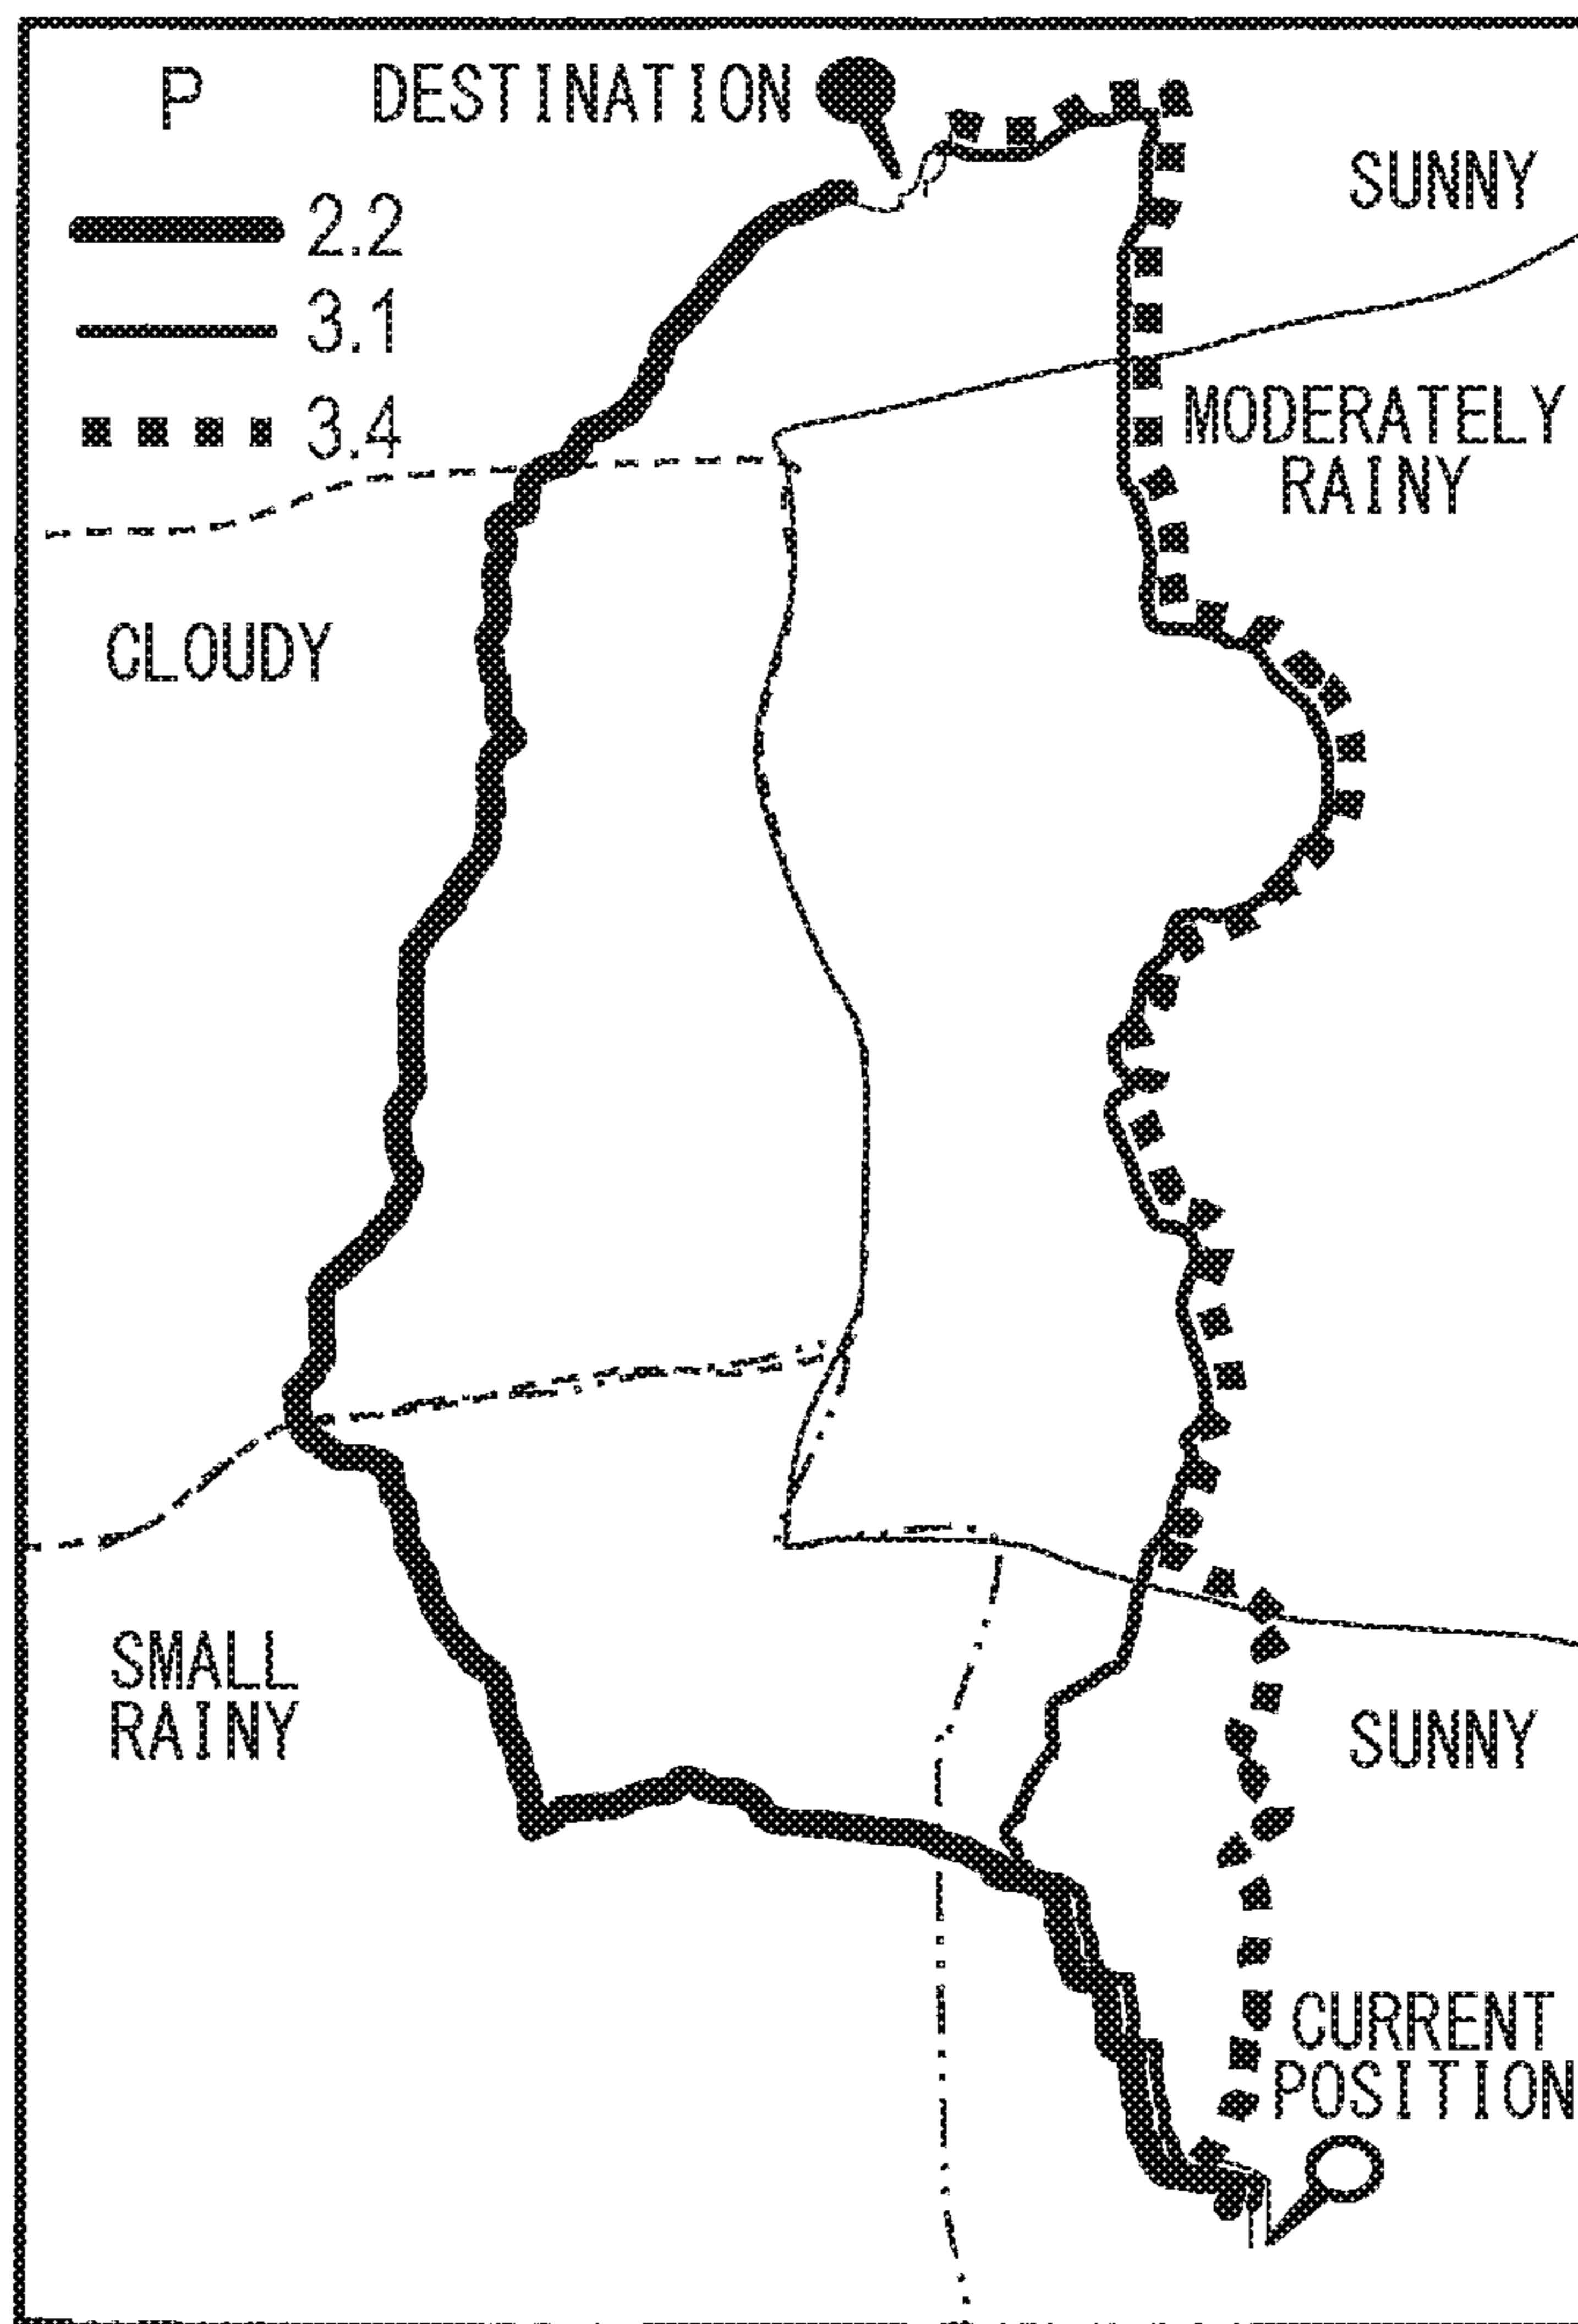 P
DESTINATION
2.2
3.1
3.4
SUNNY
MODERATELY
RAINY
CLOUDY
SMALL
RAINY
SUNNY
CURRENT
POSITION